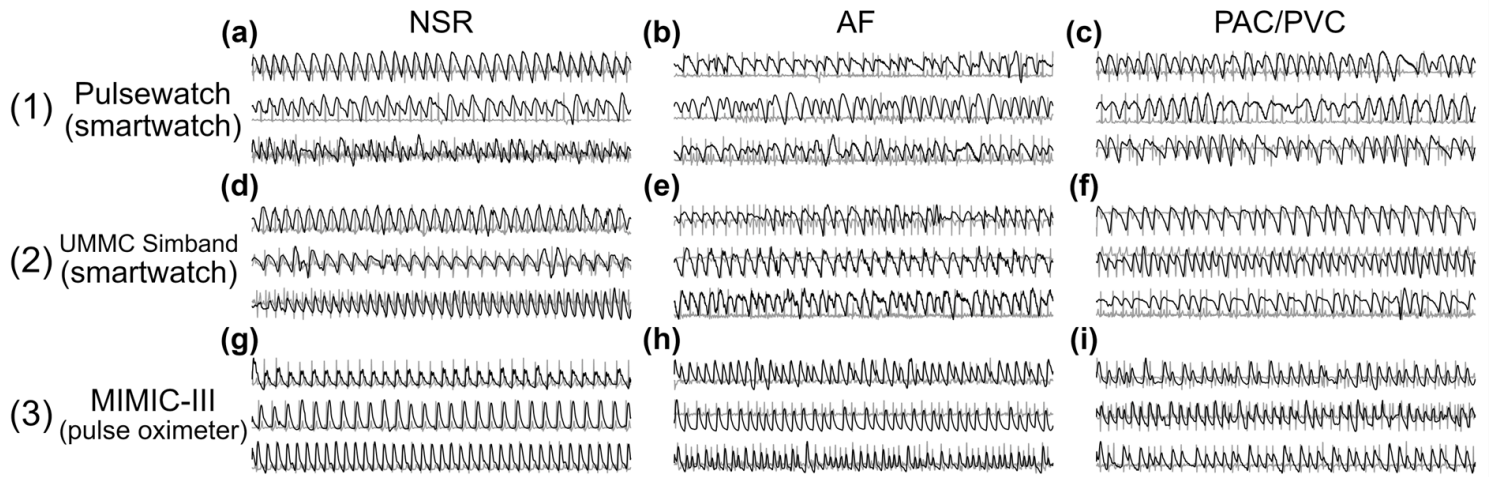 NSR AF PAC/PVC
(a) (b) (c)
(1) Pulsewatch
(smartwatch)
(d) (e) (f)
(2) UMMC Simband
(smartwatch)
(g) (h) (i)
(3) MIMIC-III
(pulse oximeter)